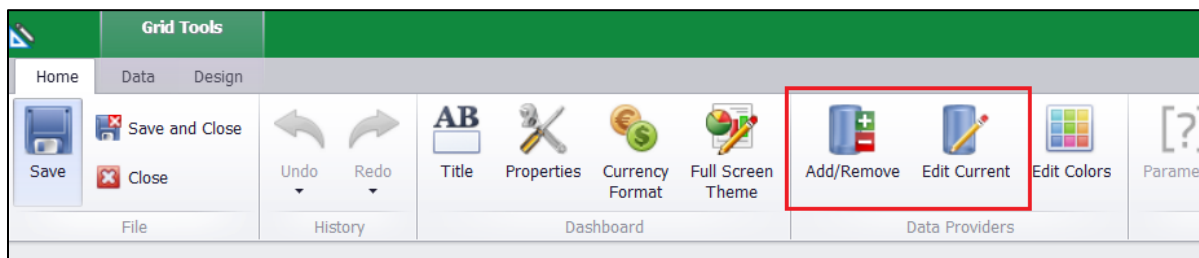 Grid Tools
Home Data Design
Save
Save and Close
Close
Undo
Redo
AB
Title
Properties
Currency
Format
Full Screen
Theme
Add/Remove
Edit Current
Edit Colors
[?]
File
History
Dashboard
Data Providers